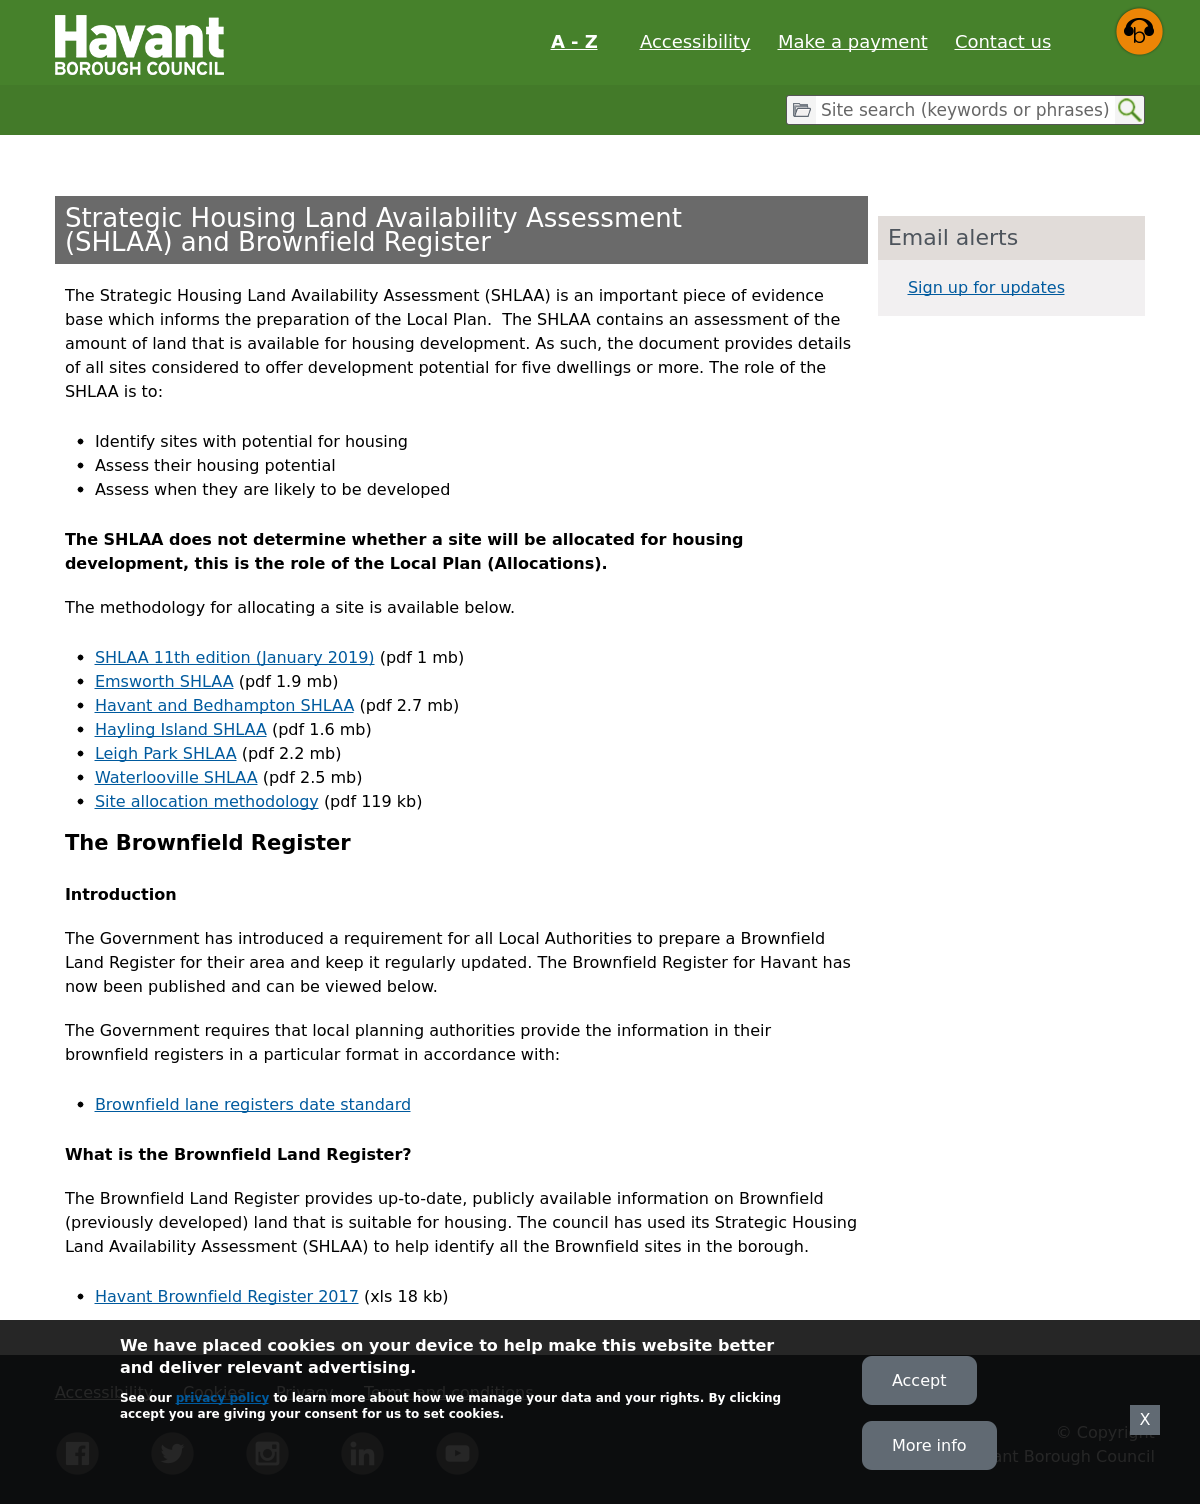 Havant
BOROUGH COUNCIL
A - Z
Accessibility
Make a payment
Contact us
b
Site search (keywords or phrases)
Strategic Housing Land Availability Assessment
(SHLAA) and Brownfield Register
Email alerts
Sign up for updates
The Strategic Housing Land Availability Assessment (SHLAA) is an important piece of evidence
base which informs the preparation of the Local Plan.  The SHLAA contains an assessment of the
amount of land that is available for housing development. As such, the document provides details
of all sites considered to offer development potential for five dwellings or more. The role of the
SHLAA is to:
Identify sites with potential for housing
Assess their housing potential
Assess when they are likely to be developed
The SHLAA does not determine whether a site will be allocated for housing
development, this is the role of the Local Plan (Allocations).
The methodology for allocating a site is available below.
SHLAA 11th edition (January 2019) (pdf 1 mb)
Emsworth SHLAA (pdf 1.9 mb)
Havant and Bedhampton SHLAA (pdf 2.7 mb)
Hayling Island SHLAA (pdf 1.6 mb)
Leigh Park SHLAA (pdf 2.2 mb)
Waterlooville SHLAA (pdf 2.5 mb)
Site allocation methodology (pdf 119 kb)
The Brownfield Register
Introduction
The Government has introduced a requirement for all Local Authorities to prepare a Brownfield
Land Register for their area and keep it regularly updated. The Brownfield Register for Havant has
now been published and can be viewed below.
The Government requires that local planning authorities provide the information in their
brownfield registers in a particular format in accordance with:
Brownfield lane registers date standard
What is the Brownfield Land Register?
The Brownfield Land Register provides up-to-date, publicly available information on Brownfield
(previously developed) land that is suitable for housing. The council has used its Strategic Housing
Land Availability Assessment (SHLAA) to help identify all the Brownfield sites in the borough.
Havant Brownfield Register 2017 (xls 18 kb)
We have placed cookies on your device to help make this website better
and deliver relevant advertising.
Accessibility Cookies Privacy Terms and conditions
See our privacy policy to learn more about how we manage your data and your rights. By clicking
accept you are giving your consent for us to set cookies.
Accept
More info
X
© Copyright
Borough Council